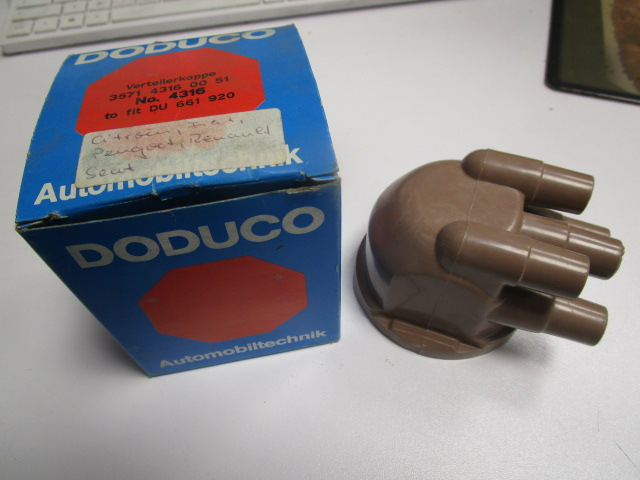 DODUCO
Verteilerkappe
3571 4316 00 51
No. 4316
to fit DU 661 920
Citroën, Fiat,
Peugeot, Renault
Seat
Automobiltechnik
DODUCO
Automobiltechnik